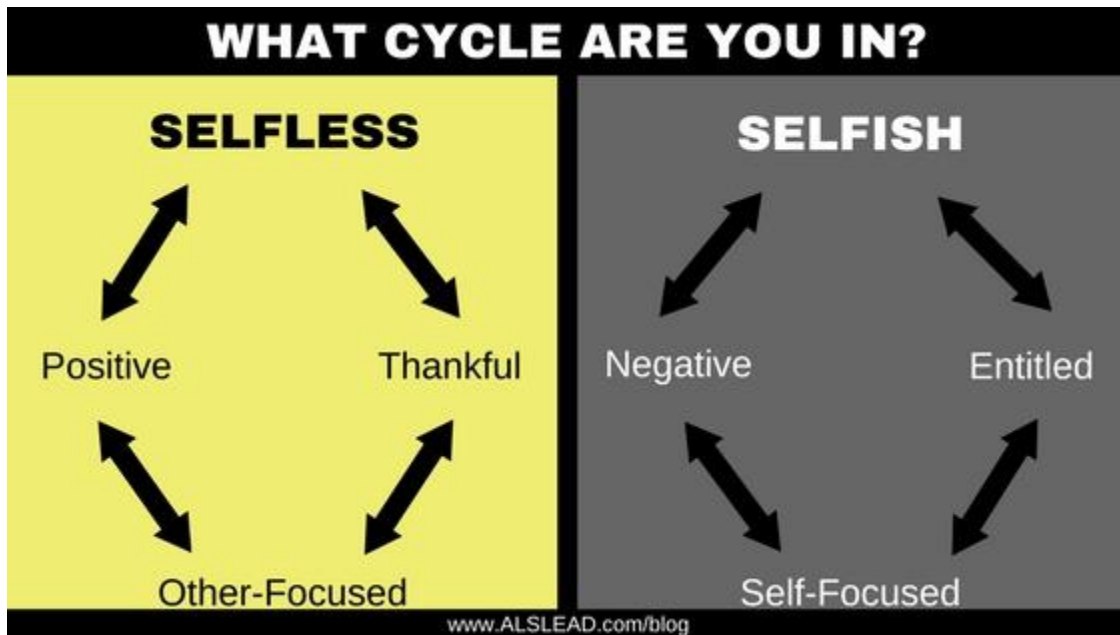 WHAT CYCLE ARE YOU IN?
SELFLESS
Positive
Thankful
Other-Focused
SELFISH
Negative
Entitled
Self-Focused
www.ALSLEAD.com/blog